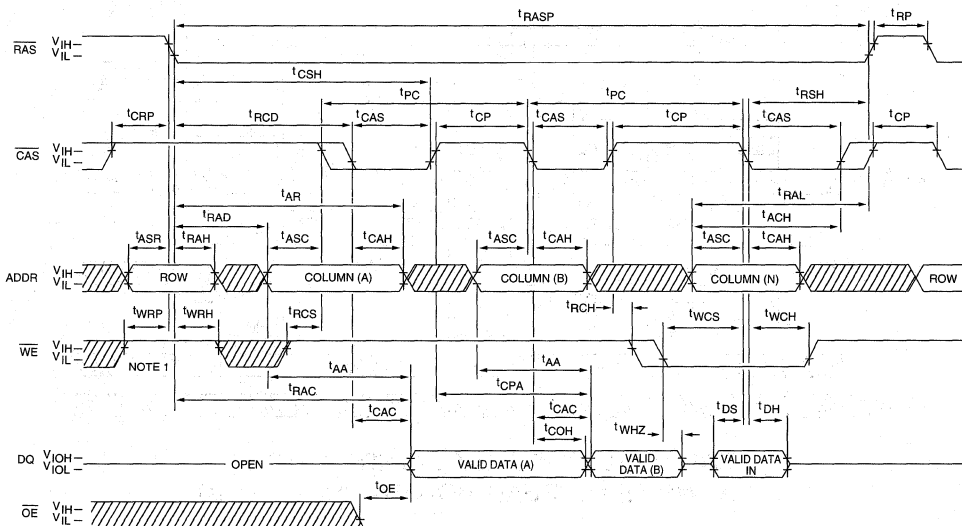 tRASP
tRP
RAS VIH
VIL
tCSH
tPC
tPC
tRSH
tCRP
tRCD
tCAS
tCP
tCAS
tCP
tCAS
tCP
CAS VIH
VIL
tAR
tRAL
tRAD
tACH
tASR
tRAH
tASC
tCAH
tASC
tCAH
tASC
tCAH
ADDR VIH
VIL
ROW
COLUMN (A)
COLUMN (B)
COLUMN (N)
ROW
tRCH
tWRP
tWRH
tRCS
tWCS
tWCH
WE VIH
VIL
NOTE 1
tAA
tAA
tRAC
tCPA
tCAC
tCAC
tCOH
tWHZ
tDS
tDH
DQ VIOH
VIOL
OPEN
VALID DATA (A)
VALID
DATA (B)
VALID DATA
IN
tOE
OE VIH
VIL